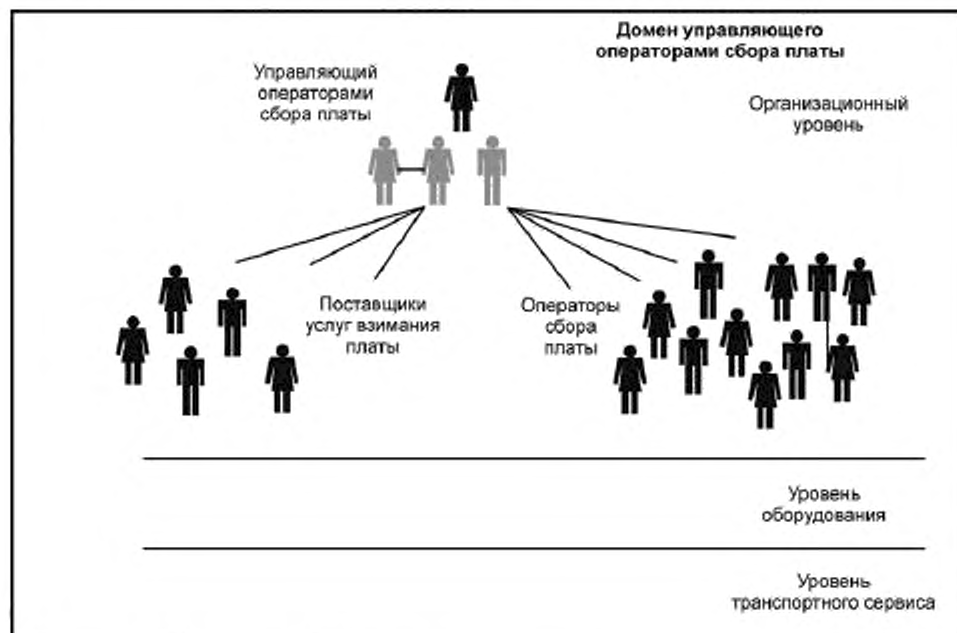 Домен управляющего
операторами сбора платы
Управляющий
операторами
сбора платы
Организационный
уровень
Поставщики
услуг взимания
платы
Операторы
сбора
платы
Уровень
оборудования
Уровень
транспортного сервиса